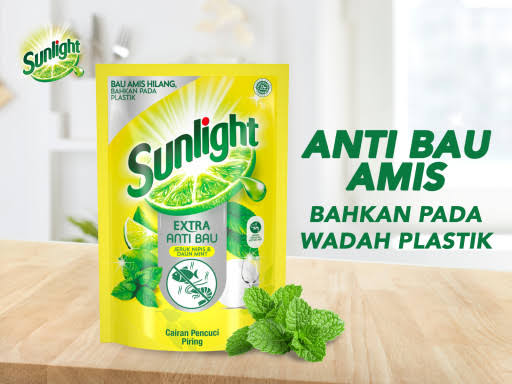 Sunlight
BAU AMIS HILANG,
BAHKAN PADA
PLASTIK
Sunlight
EXTRA
ANTI BAU
JERUK NIPIS &
DAUN MINT
Cairan Pencuci
Piring
ANTI BAU
AMIS
BAHKAN PADA
WADAH PLASTIK